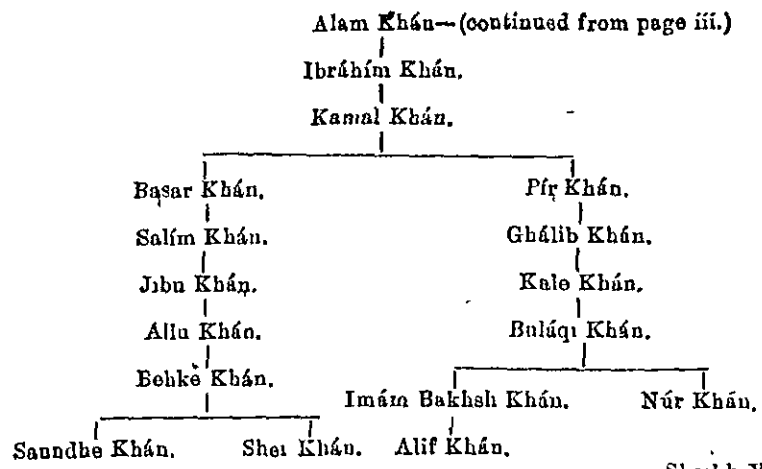 Alam Khán—(continued from page iii.)
Ibráhím Khán.
Kamal Khán.
Basar Khán. Pír Khán.
Salím Khán. Ghálib Khán.
Jíbu Khán. Kale Khán.
Allu Khán. Buláqi Khán.
Behke Khán.
Imám Bakhsh Khán. Núr Khán.
Saundhe Khán. Sher Khán. Alif Khán.